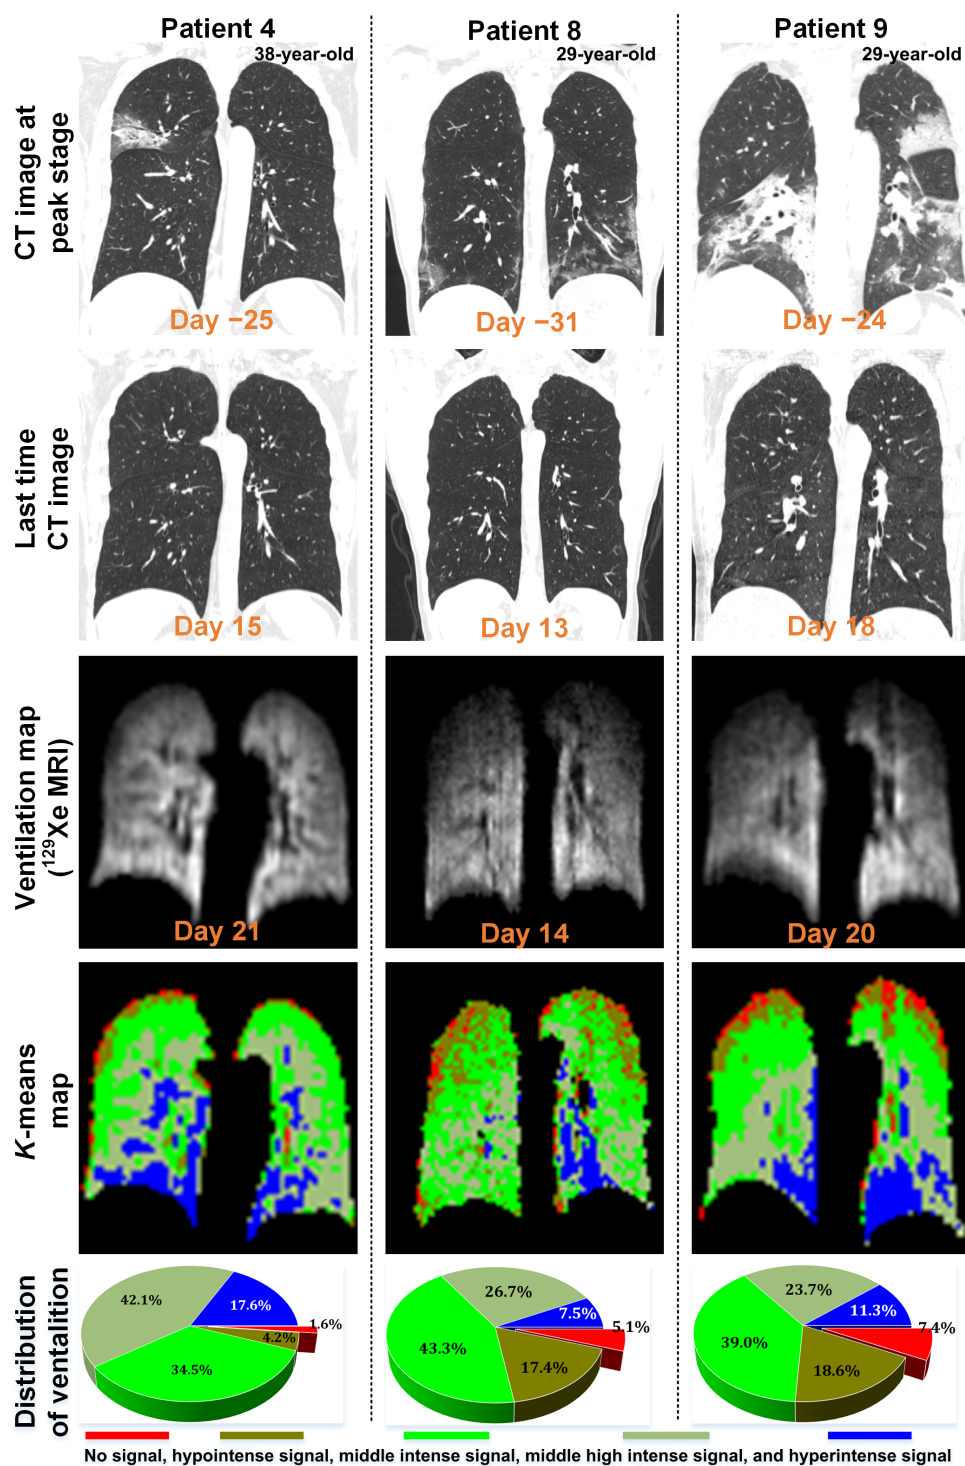 Patient 4
Patient 8
Patient 9
38-year-old
29-year-old
29-year-old
CT image at
peak stage
Day −25
Day −31
Day −24
Last time
CT image
Day 15
Day 13
Day 18
Ventilation map
(129Xe MRI)
Day 21
Day 14
Day 20
K-means
map
Distribution
of ventalition
42.1%
17.6%
1.6%
4.2%
34.5%
26.7%
7.5%
5.1%
17.4%
43.3%
23.7%
11.3%
7.4%
18.6%
39.0%
No signal, hypointense signal, middle intense signal, middle high intense signal, and hyperintense signal